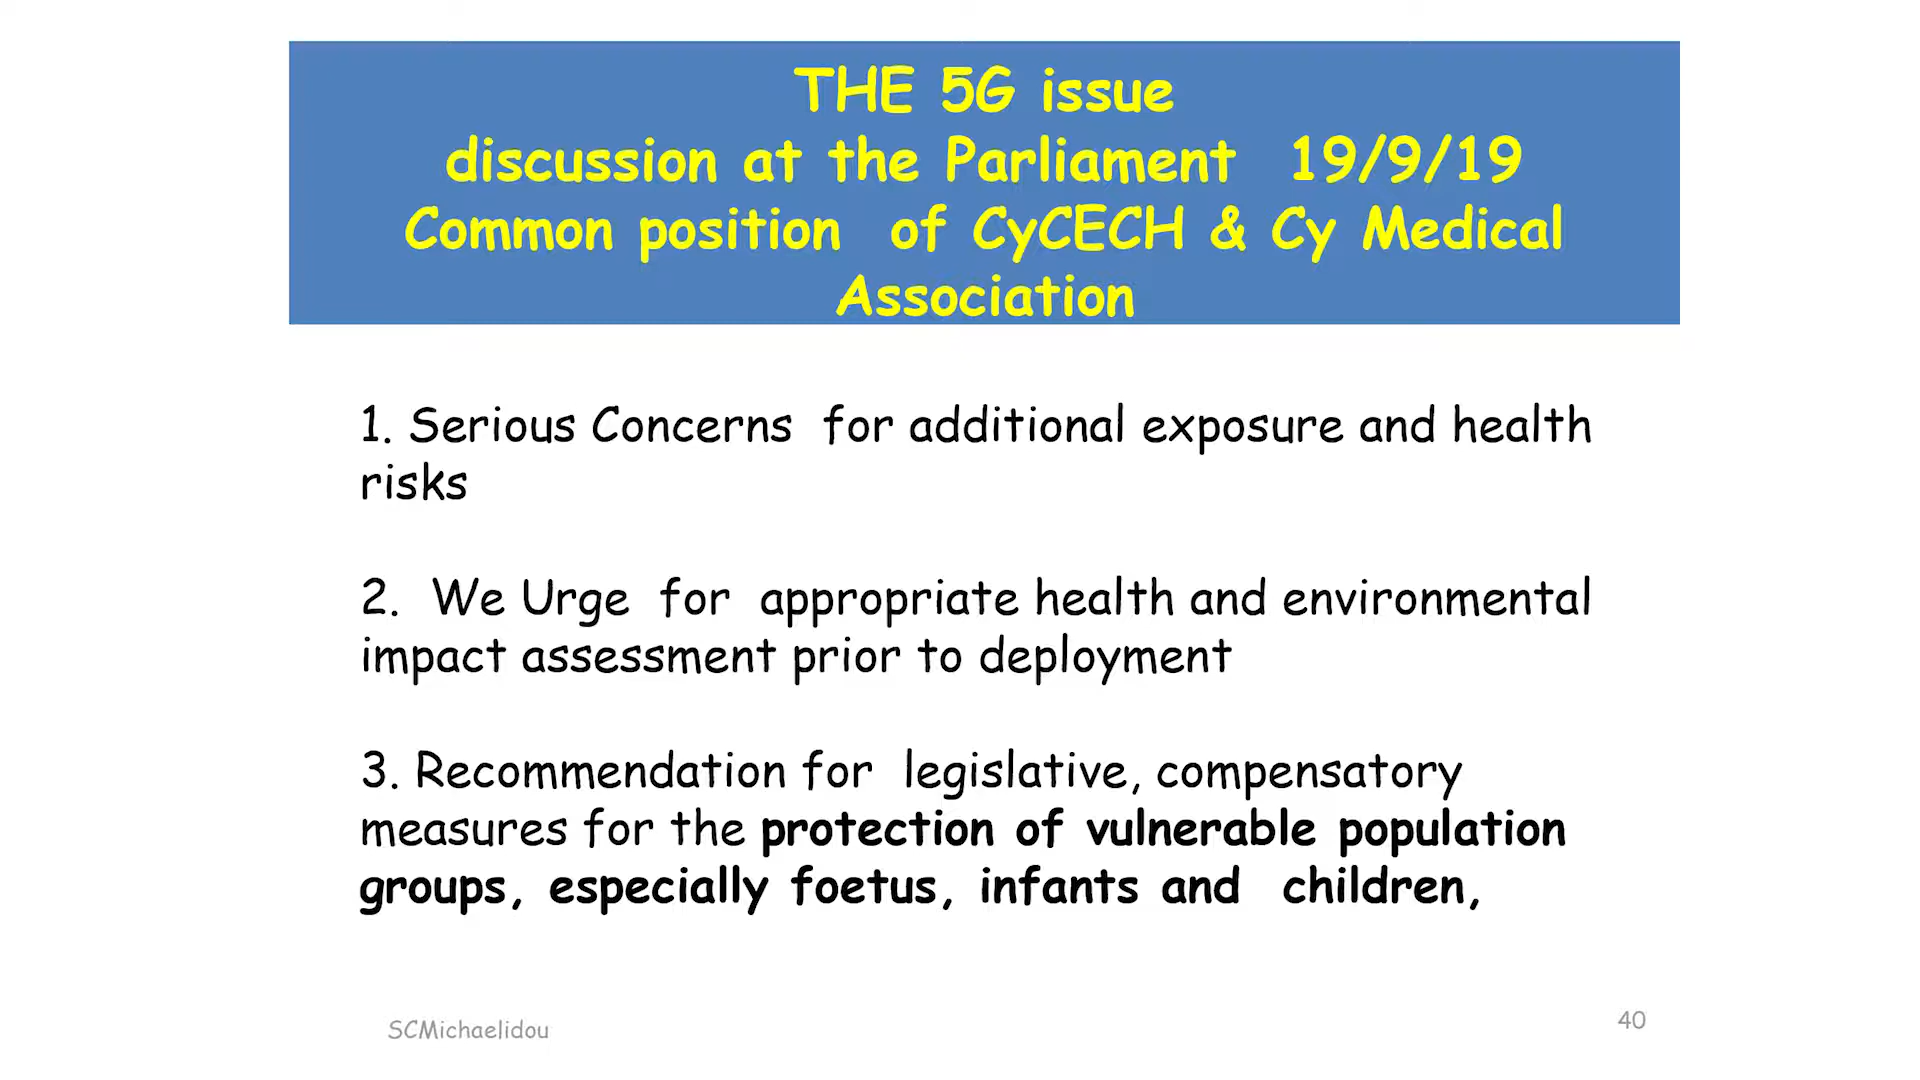 THE 5G issue
discussion at the Parliament 19/9/19
Common position of CyCECH & Cy Medical
Association
1. Serious Concerns for additional exposure and health
risks
2. We Urge for appropriate health and environmental
impact assessment prior to deployment
3. Recommendation for legislative, compensatory
measures for the protection of vulnerable population
groups, especially foetus, infants and children,
SCMichaelidou
40